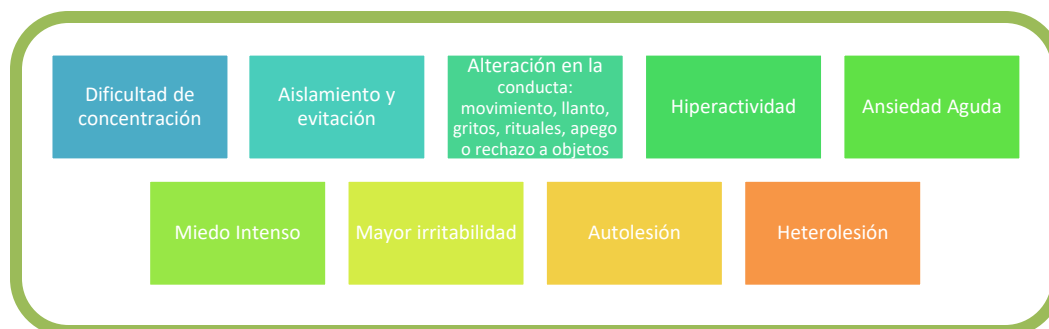 Dificultad de
concentración
Aislamiento y
evitación
Alteración en la
conducta:
movimiento, llanto,
gritos, rituales, apego
o rechazo a objetos
Hiperactividad
Ansiedad Aguda
Miedo Intenso
Mayor irritabilidad
Autolesión
Heterolesión